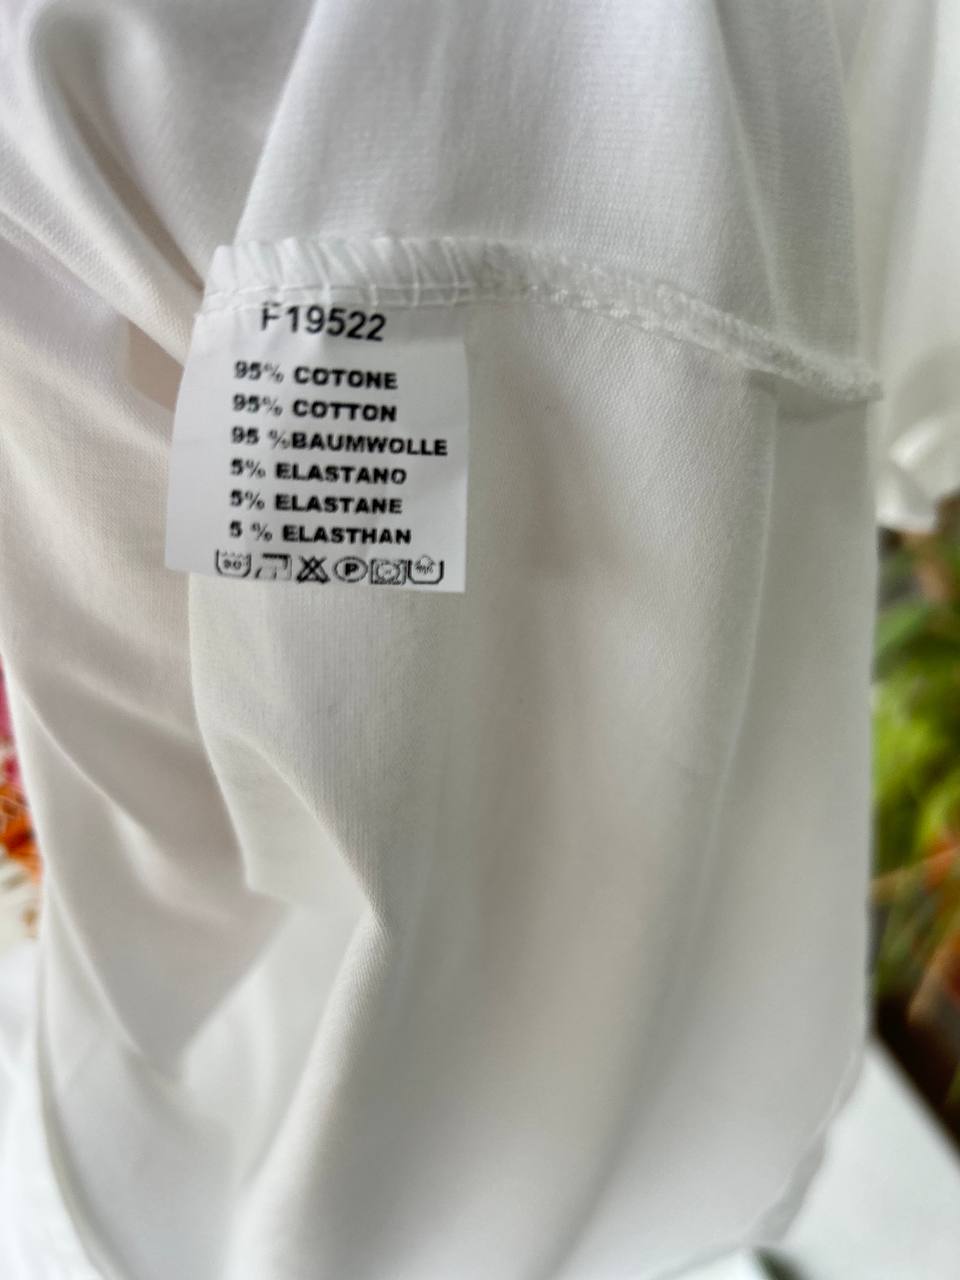 F19522
95% COTONE
95% COTTON
95 %BAUMWOLLE
5% ELASTANO
5% ELASTANE
5 % ELASTHAN
P